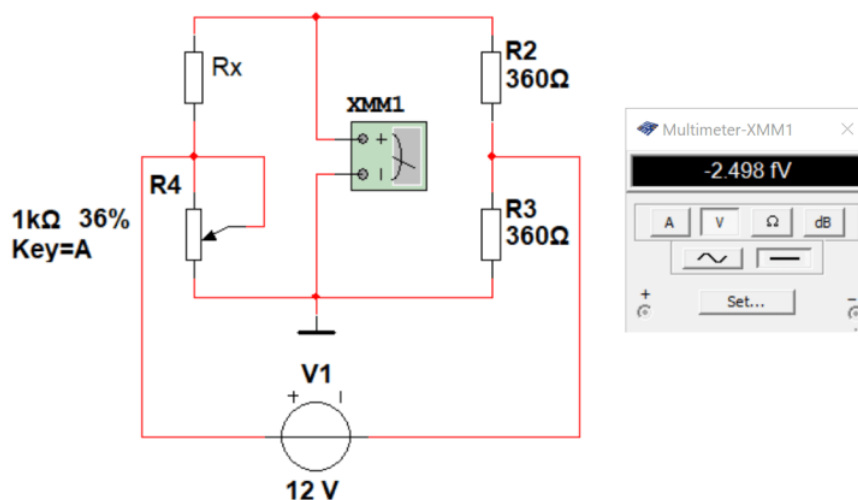 Rx
R2
360Ω
XMM1
R4
1kΩ 36%
Key=A
R3
360Ω
V1
12 V
Multimeter-XMM1
-2.498 fV
A V Ω dB
Set...